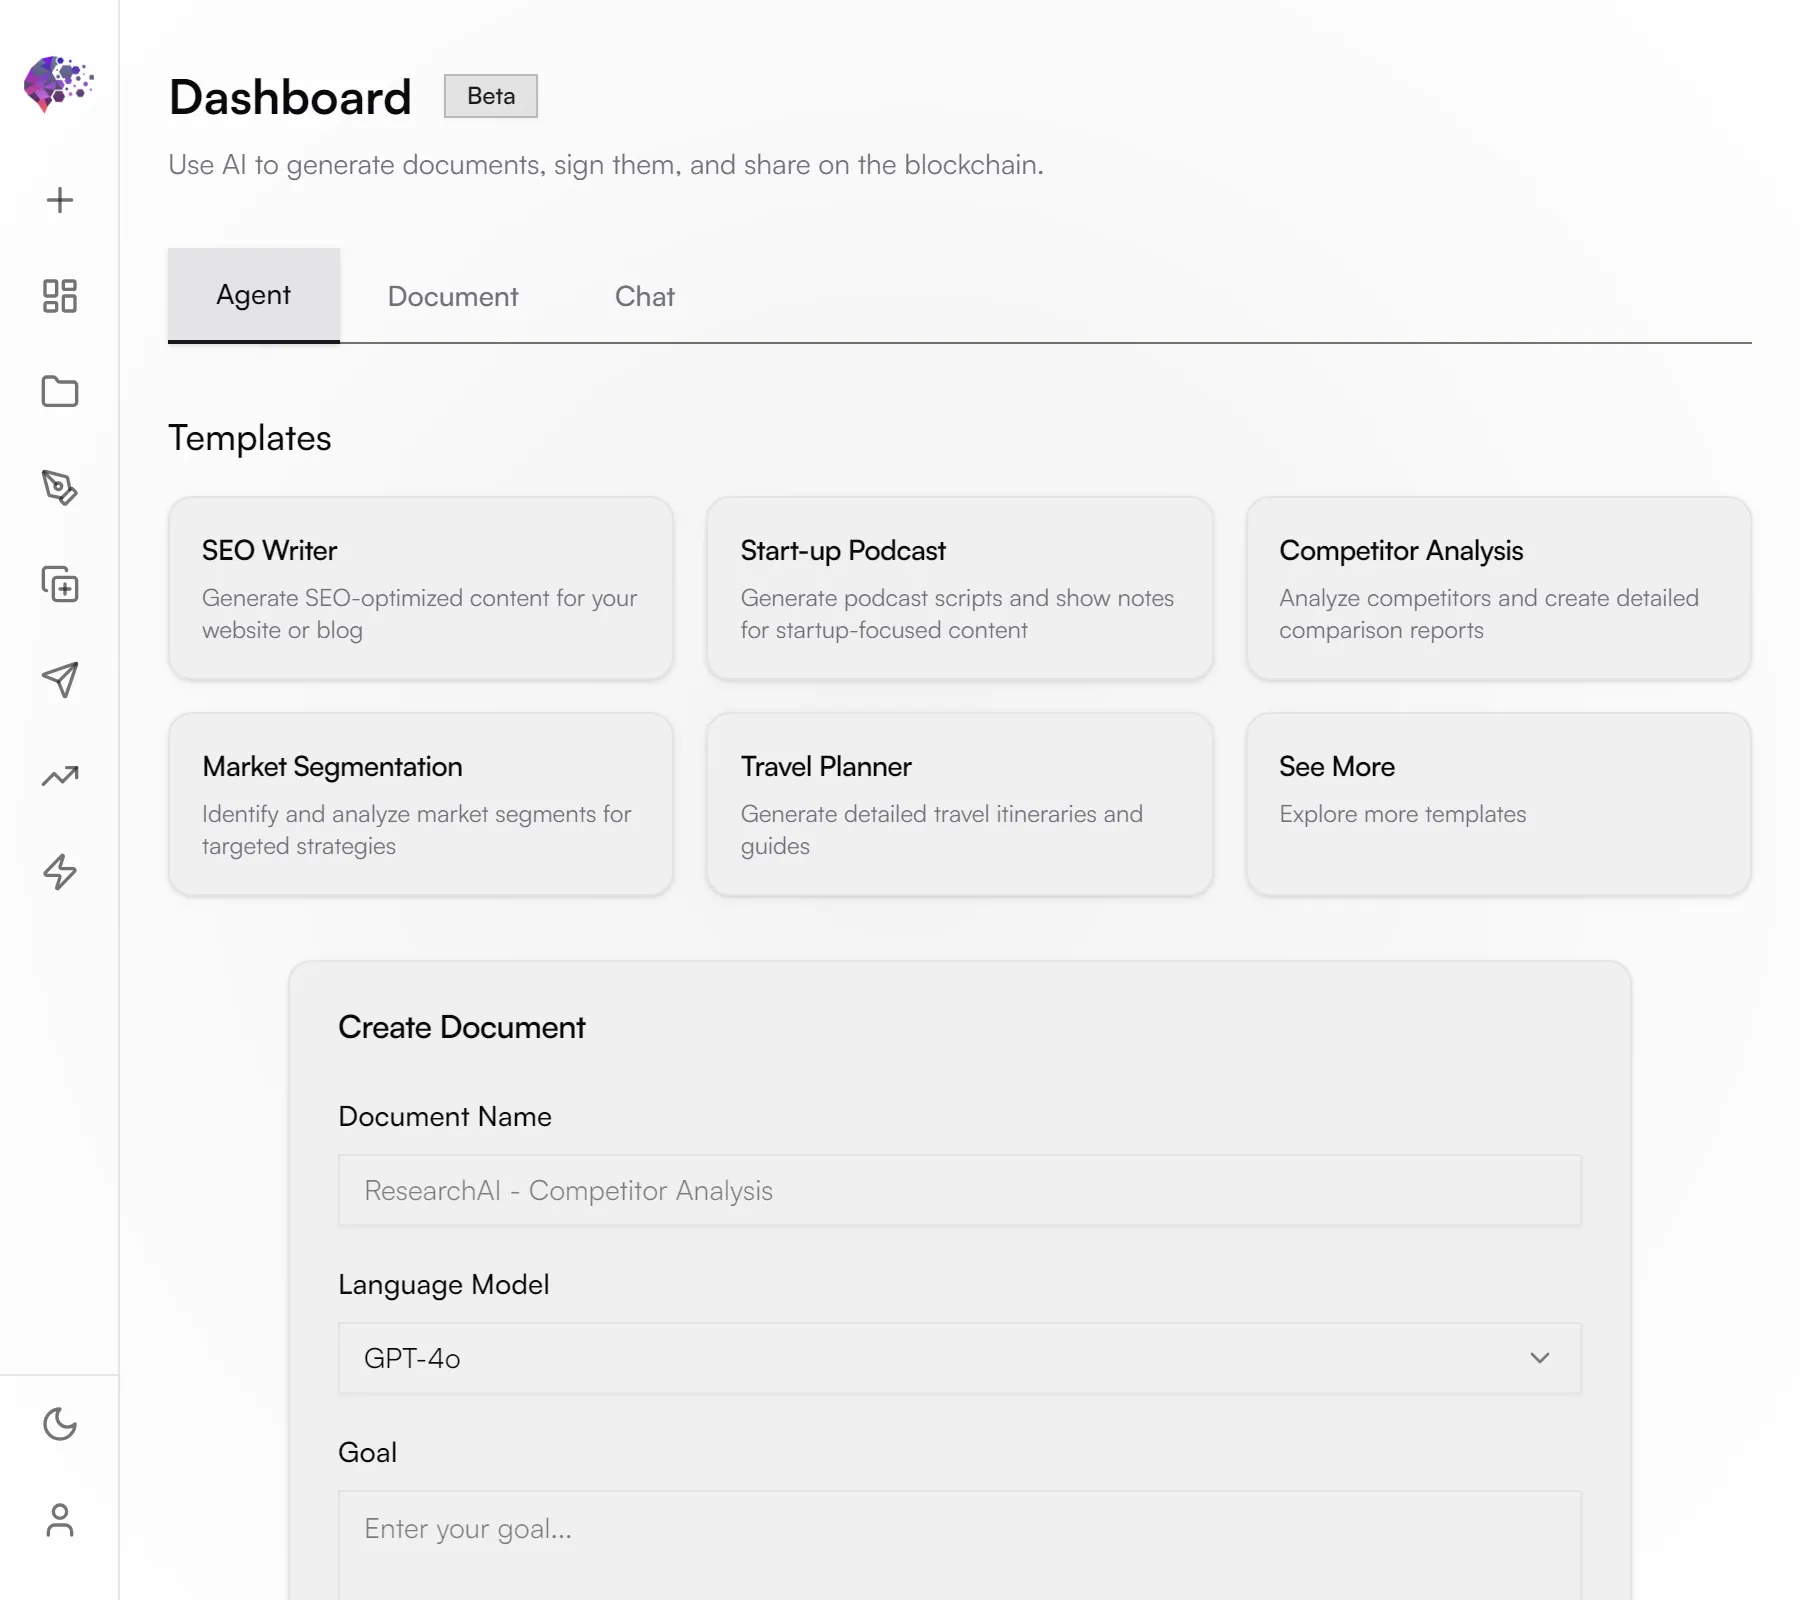 Dashboard
Beta
Use AI to generate documents, sign them, and share on the blockchain.
Agent
Document
Chat
Templates
SEO Writer
Generate SEO-optimized content for your
website or blog
Start-up Podcast
Generate podcast scripts and show notes
for startup-focused content
Competitor Analysis
Analyze competitors and create detailed
comparison reports
Market Segmentation
Identify and analyze market segments for
targeted strategies
Travel Planner
Generate detailed travel itineraries and
guides
See More
Explore more templates
Create Document
Document Name
ResearchAI - Competitor Analysis
Language Model
GPT-4o
Goal
Enter your goal...